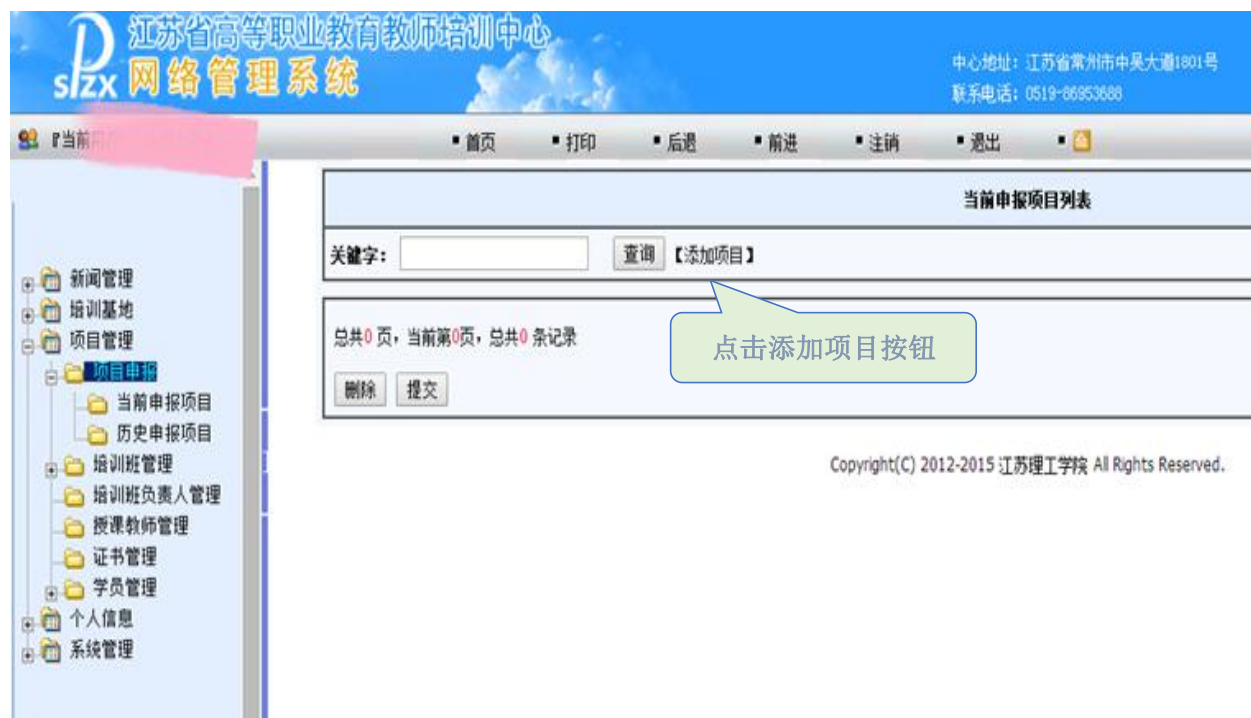 江苏省高等职业教育教师培训中心
SPZX 网络管理系统
中心地址：江苏省常州市中吴大道1801号
联系电话：0519-86953688
『当前
▪首页 ▪打印 ▪后退 ▪前进 ▪注销 ▪退出 ▪
当前申报项目列表
关键字： 查询 【添加项目】
新闻管理
培训基地
项目管理
项目申报
当前申报项目
历史申报项目
培训班管理
培训班负责人管理
授课教师管理
证书管理
学员管理
个人信息
系统管理
总共0 页，当前第0页，总共0 条记录
点击添加项目按钮
删除 提交
Copyright(C) 2012-2015 江苏理工学院 All Rights Reserved.